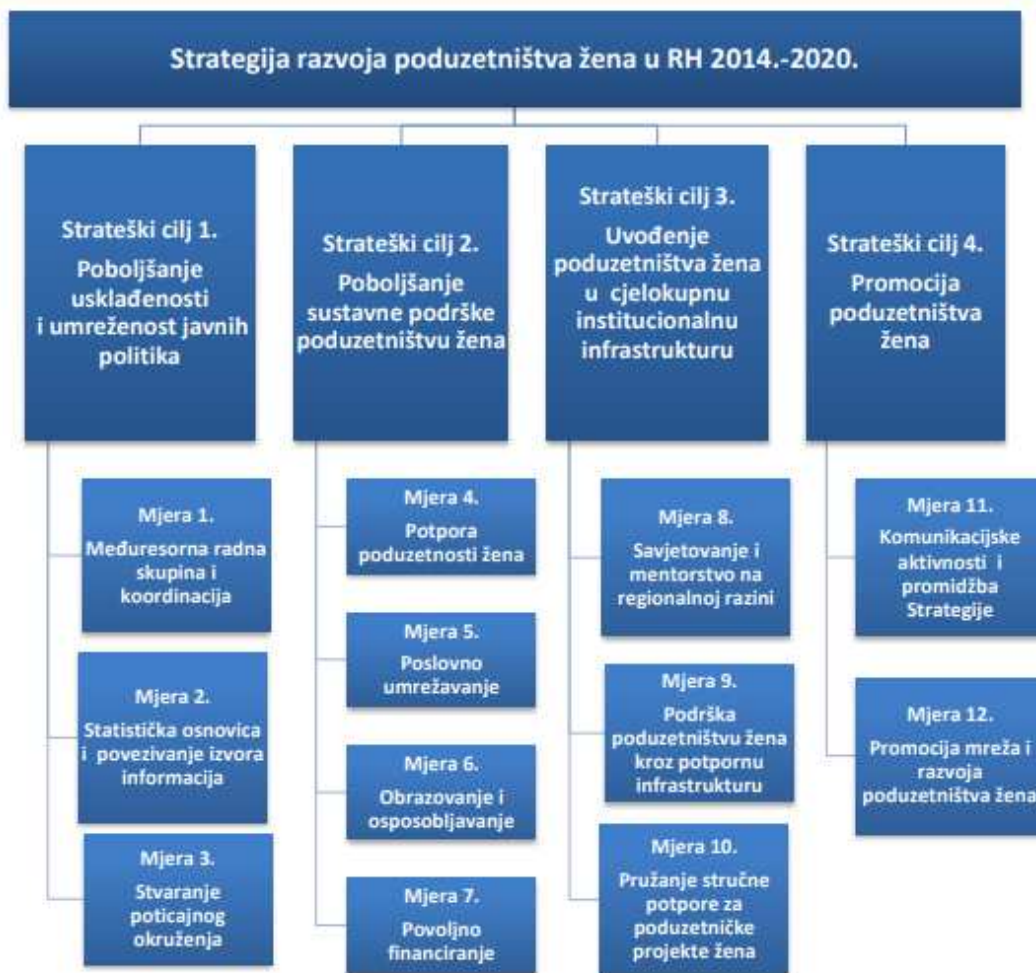 Strategija razvoja poduzetništva žena u RH 2014.-2020.
Strateški cilj 1.
Poboljšanje
usklađenosti
i umreženost javnih
politika
Mjera 1.
Međuresorna radna
skupina i
koordinacija
Mjera 2.
Statistička osnovica
i povezivanje izvora
informacija
Mjera 3.
Stvaranje
poticajnog
okruženja
Strateški cilj 2.
Poboljšanje
sustavne podrške
poduzetništvu žena
Mjera 4.
Potpora
poduzetnosti žena
Mjera 5.
Poslovno
umrežavanje
Mjera 6.
Obrazovanje i
osposobljavanje
Mjera 7.
Povoljno
financiranje
Strateški cilj 3.
Uvođenje
poduzetništva žena
u cjelokupnu
institucionalnu
infrastrukturu
Mjera 8.
Savjetovanje i
mentorstvo na
regionalnoj razini
Mjera 9.
Podrška
poduzetništvu žena
kroz potpornu
infrastrukturu
Mjera 10.
Pružanje stručne
potpore za
poduzetničke
projekte žena
Strateški cilj 4.
Promocija
poduzetništva
žena
Mjera 11.
Komunikacijske
aktivnosti i
promidžba
Strategije
Mjera 12.
Promocija mreža i
razvoja
poduzetništva žena